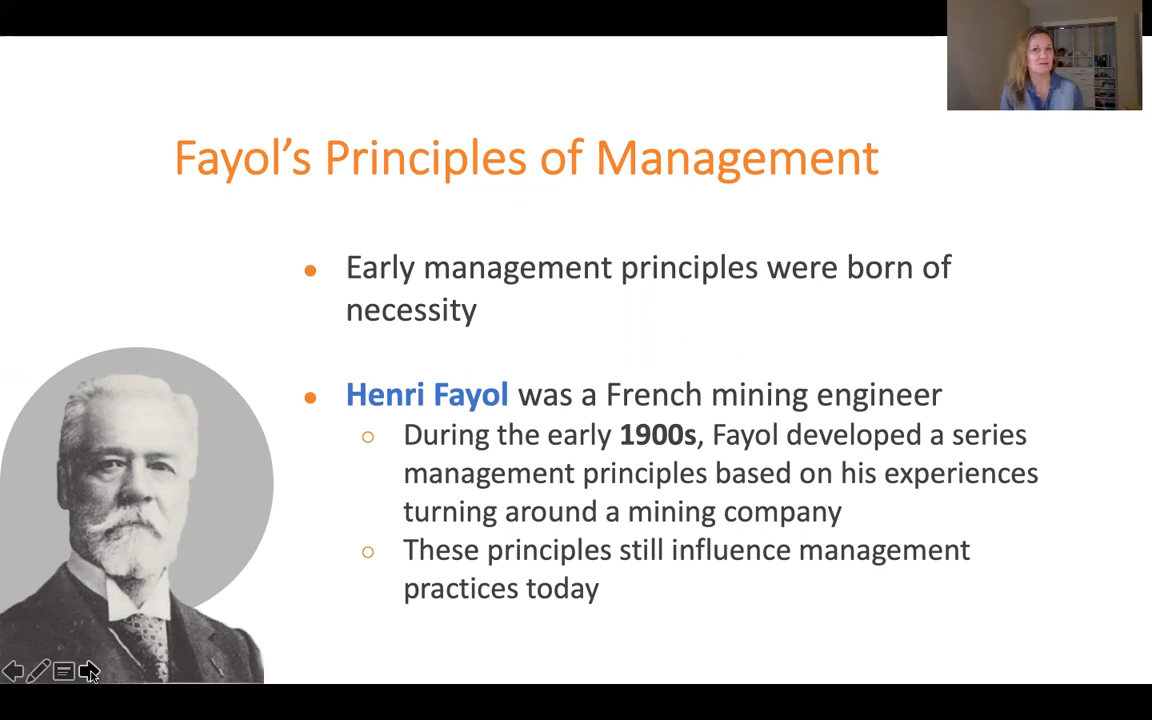 Fayol's Principles of Management
● Early management principles were born of
necessity
● Henri Fayol was a French mining engineer
○ During the early 1900s, Fayol developed a series
management principles based on his experiences
turning around a mining company
○ These principles still influence management
practices today